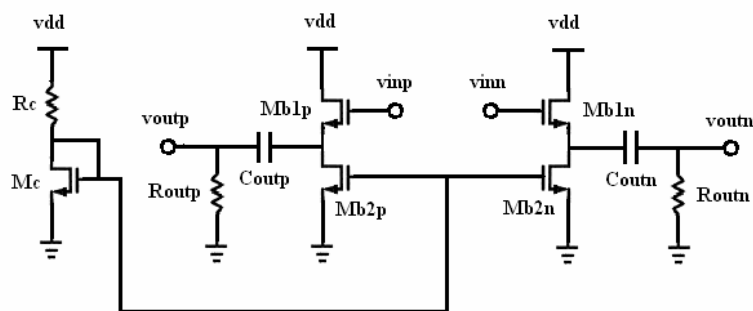 vdd
vdd
vdd
Rc
Mb1p
vinp
vinn
Mb1n
voutp
voutn
Mc
Routp
Coutp
Coutn
Routn
Mb2p
Mb2n